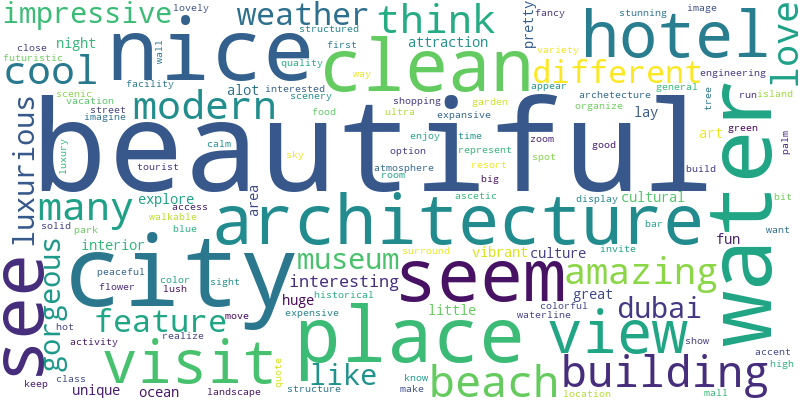 impressive
lovely
weather
structured
think
fancy
stunning
image
pretty
love
nice
hotel
close
futuristic
night
wall
first
attraction
variety
cool
quality
clean
different
engineering
facility
interested
way
appear
archetecture
general
island
scenic
vacation
alot
scenery
modern
street
imagine
food
shopping
ultra
expansive
garden
organize
lay
tree
run
luxurious
beautiful
calm
enjoy
time
zoom
good
art
green
luxury
option
represent
spot
build
palm
sky
atmosphere
resort
tourist
room
big
water
many
explore
access
area
ascetic
display
cultural
bit
solid
park
walkable
blue
architecture
bar
want
interior
invite
fun
see
gorgeous
city
museum
surround
vibrant
culture
peaceful
color
sight
interesting
seem
amazing
flower
lush
huge
historical
great
colorful
dubai
hot
feature
move
expensive
place
little
waterline
view
show
activity
realize
accent
visit
quote
like
know
beach
building
high
keep
class
unique
ocean
landscape
structure
make
location
mall